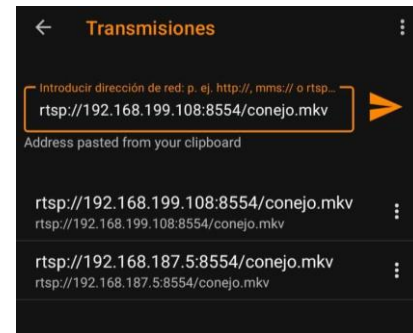 Transmisiones
Introducir dirección de red: p. ej. http://, mms:// o rtsp...
rtsp://192.168.199.108:8554/conejo.mkv
Address pasted from your clipboard
rtsp://192.168.199.108:8554/conejo.mkv
rtsp://192.168.199.108:8554/conejo.mkv
rtsp://192.168.187.5:8554/conejo.mkv
rtsp://192.168.187.5:8554/conejo.mkv